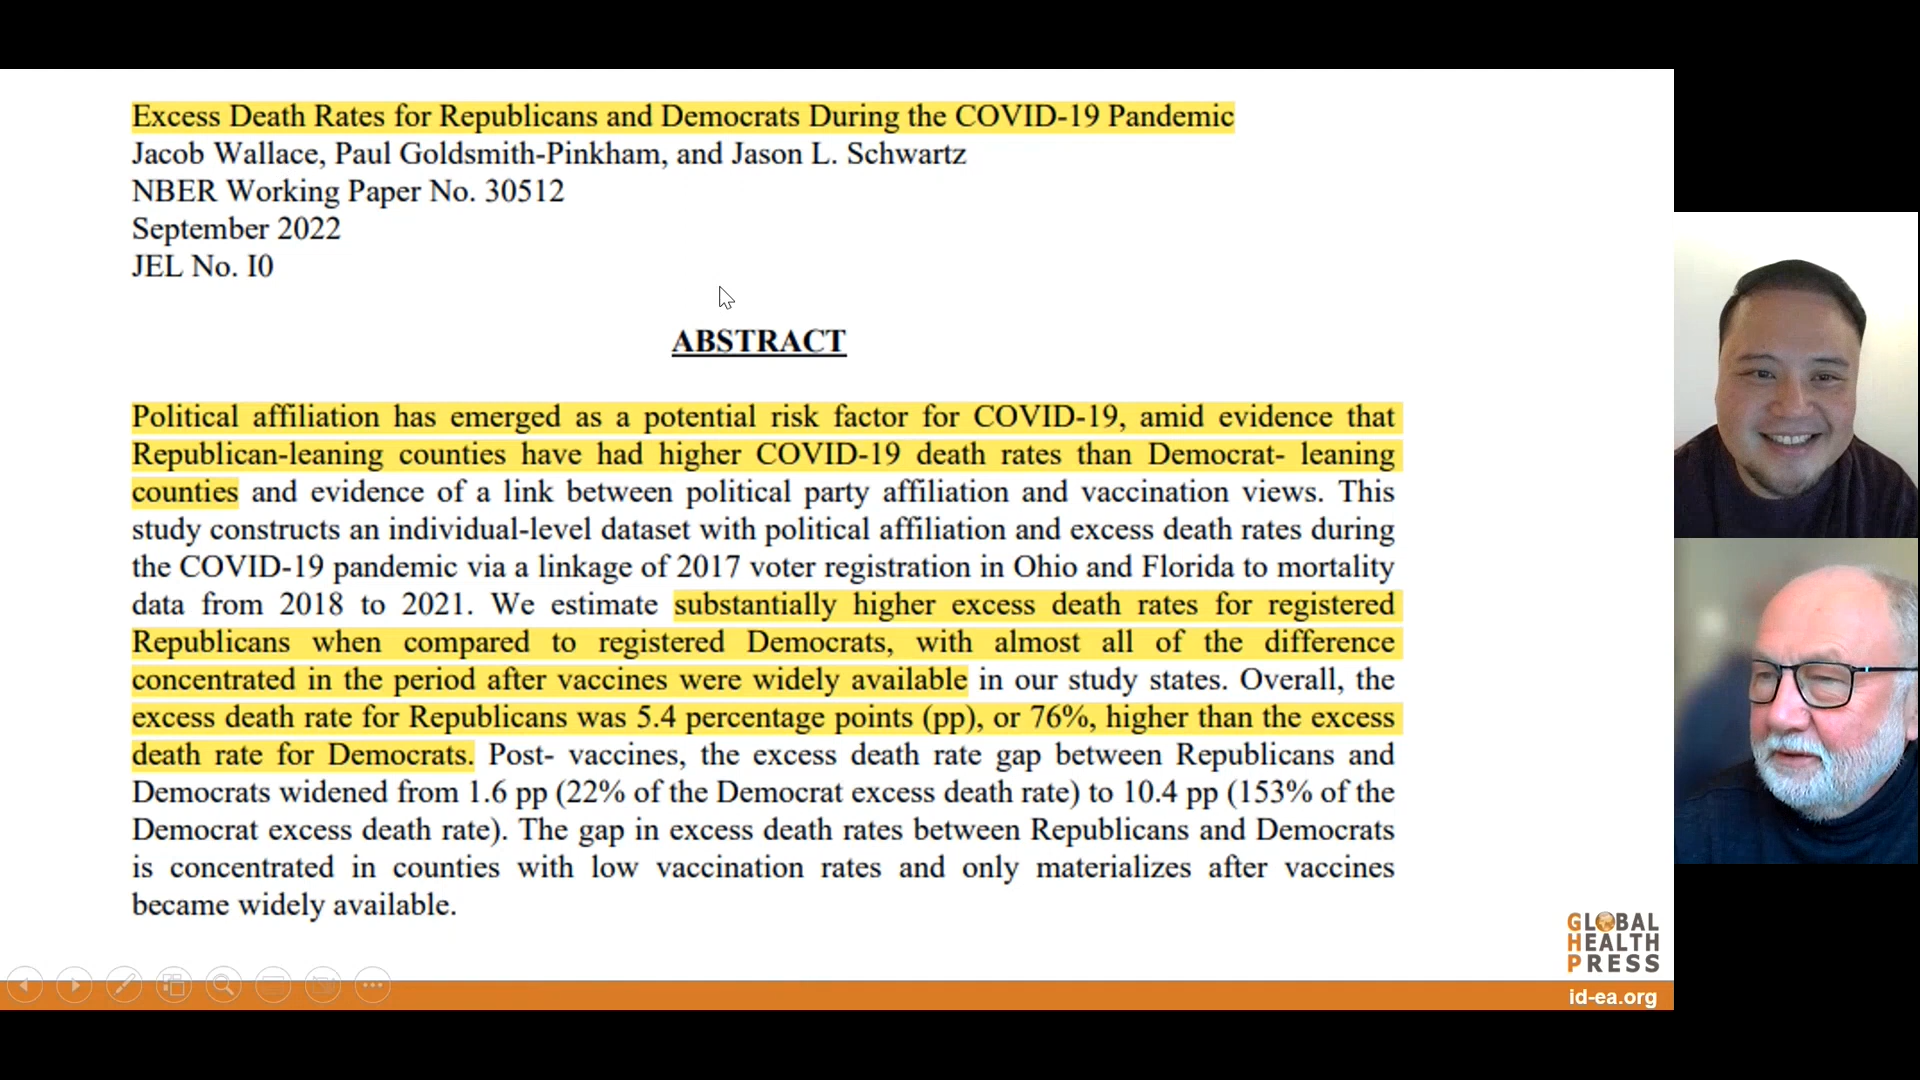 Excess Death Rates for Republicans and Democrats During the COVID-19 Pandemic
Jacob Wallace, Paul Goldsmith-Pinkham, and Jason L. Schwartz
NBER Working Paper No. 30512
September 2022
JEL No. I0
ABSTRACT
Political affiliation has emerged as a potential risk factor for COVID-19, amid evidence that
Republican-leaning counties have had higher COVID-19 death rates than Democrat- leaning
counties and evidence of a link between political party affiliation and vaccination views. This
study constructs an individual-level dataset with political affiliation and excess death rates during
the COVID-19 pandemic via a linkage of 2017 voter registration in Ohio and Florida to mortality
data from 2018 to 2021. We estimate substantially higher excess death rates for registered
Republicans when compared to registered Democrats, with almost all of the difference
concentrated in the period after vaccines were widely available in our study states. Overall, the
excess death rate for Republicans was 5.4 percentage points (pp), or 76%, higher than the excess
death rate for Democrats. Post- vaccines, the excess death rate gap between Republicans and
Democrats widened from 1.6 pp (22% of the Democrat excess death rate) to 10.4 pp (153% of the
Democrat excess death rate). The gap in excess death rates between Republicans and Democrats
is concentrated in counties with low vaccination rates and only materializes after vaccines
became widely available.
GLOBAL
HEALTH
PRESS
id-ea.org